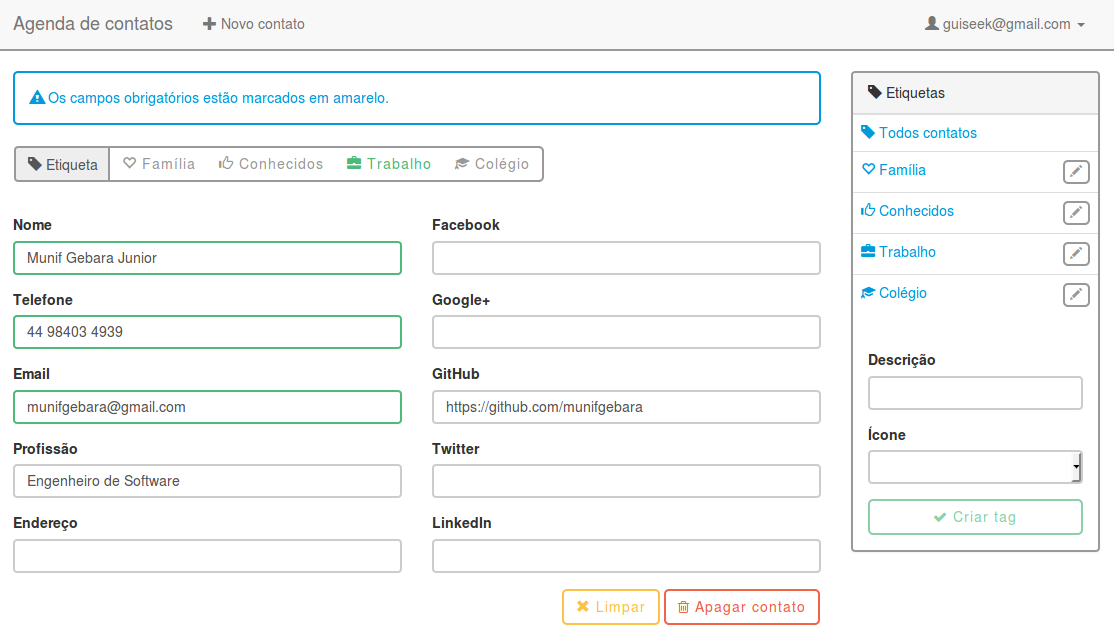 Agenda de contatos Novo contato guiseek@gmail.com
Os campos obrigatórios estão marcados em amarelo.
Etiqueta Família Conhecidos Trabalho Colégio
Nome
Munif Gebara Junior
Telefone
44 98403 4939
Email
munifgebara@gmail.com
Profissão
Engenheiro de Software
Endereço
Facebook
Google+
GitHub
https://github.com/munifgebara
Twitter
LinkedIn
Limpar Apagar contato
Etiquetas
Todos contatos
Família
Conhecidos
Trabalho
Colégio
Descrição
Ícone
Criar tag